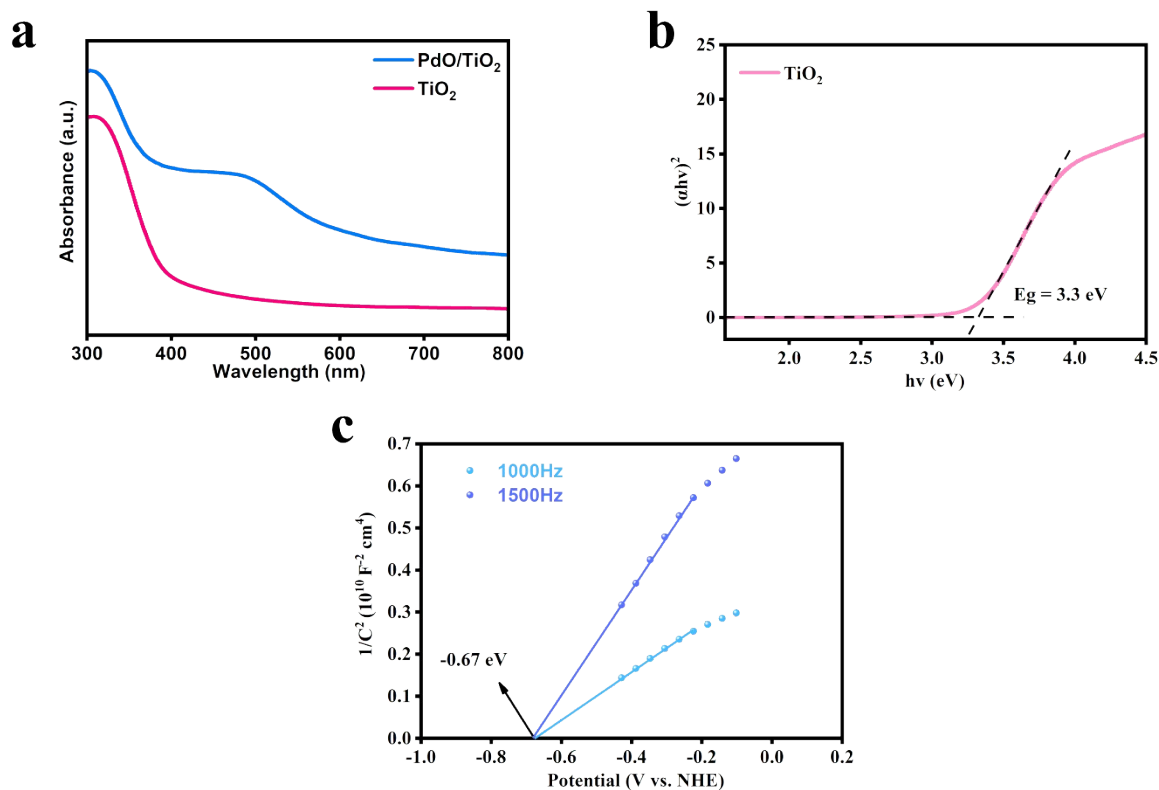 a
PdO/TiO₂
TiO₂
Absorbance (a.u.)
300 400 500 600 700 800
Wavelength (nm)
b
25
20
15
10
5
0
TiO₂
(αhν)²
Eg = 3.3 eV
2.0 2.5 3.0 3.5 4.0 4.5
hν (eV)
c
0.7
0.6
0.5
0.4
0.3
0.2
0.1
0.0
1000Hz
1500Hz
1/C² (10¹⁰ F⁻² cm⁴)
-0.67 eV
-1.0 -0.8 -0.6 -0.4 -0.2 0.0 0.2
Potential (V vs. NHE)